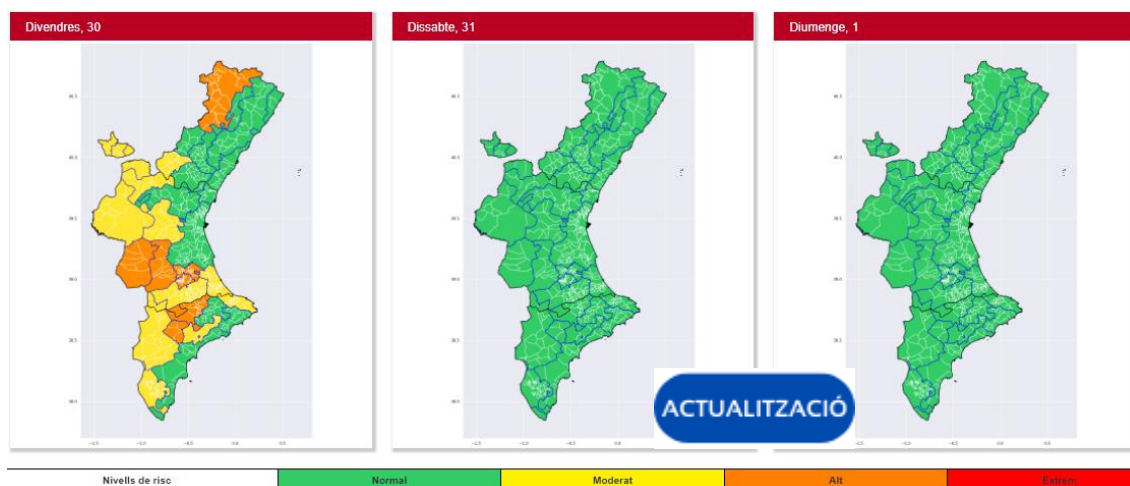 Divendres, 30
Dissabte, 31
Diumenge, 1
ACTUALITZACIÓ
Nivells de risc
Normal
Moderat
Alt
Extrem